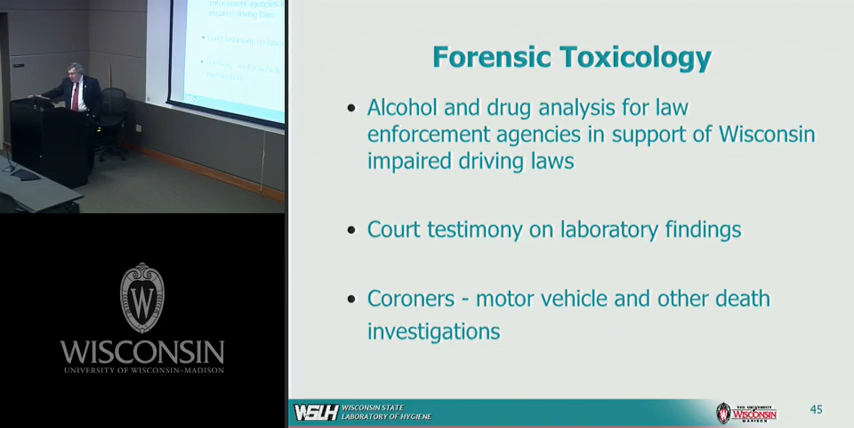 Forensic Toxicology
• Alcohol and drug analysis for law
enforcement agencies in support of Wisconsin
impaired driving laws
• Court testimony on laboratory findings
• Coroners - motor vehicle and other death
investigations
W
WISCONSIN
UNIVERSITY OF WISCONSIN–MADISON
WSLH WISCONSIN STATE
LABORATORY OF HYGIENE
W
WISCONSIN
MADISON
45